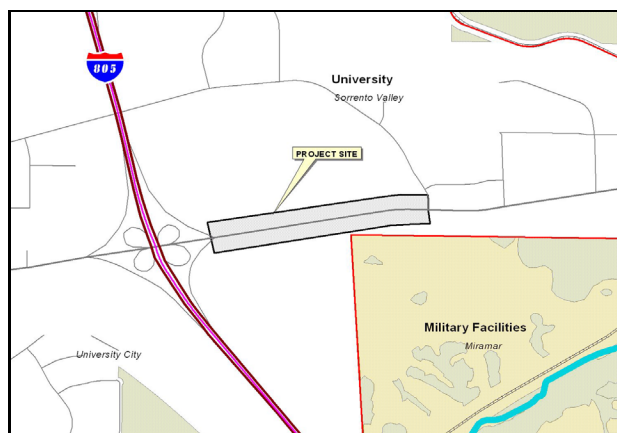 805
University
Sorrento Valley
PROJECT SITE
Military Facilities
Miramar
University City